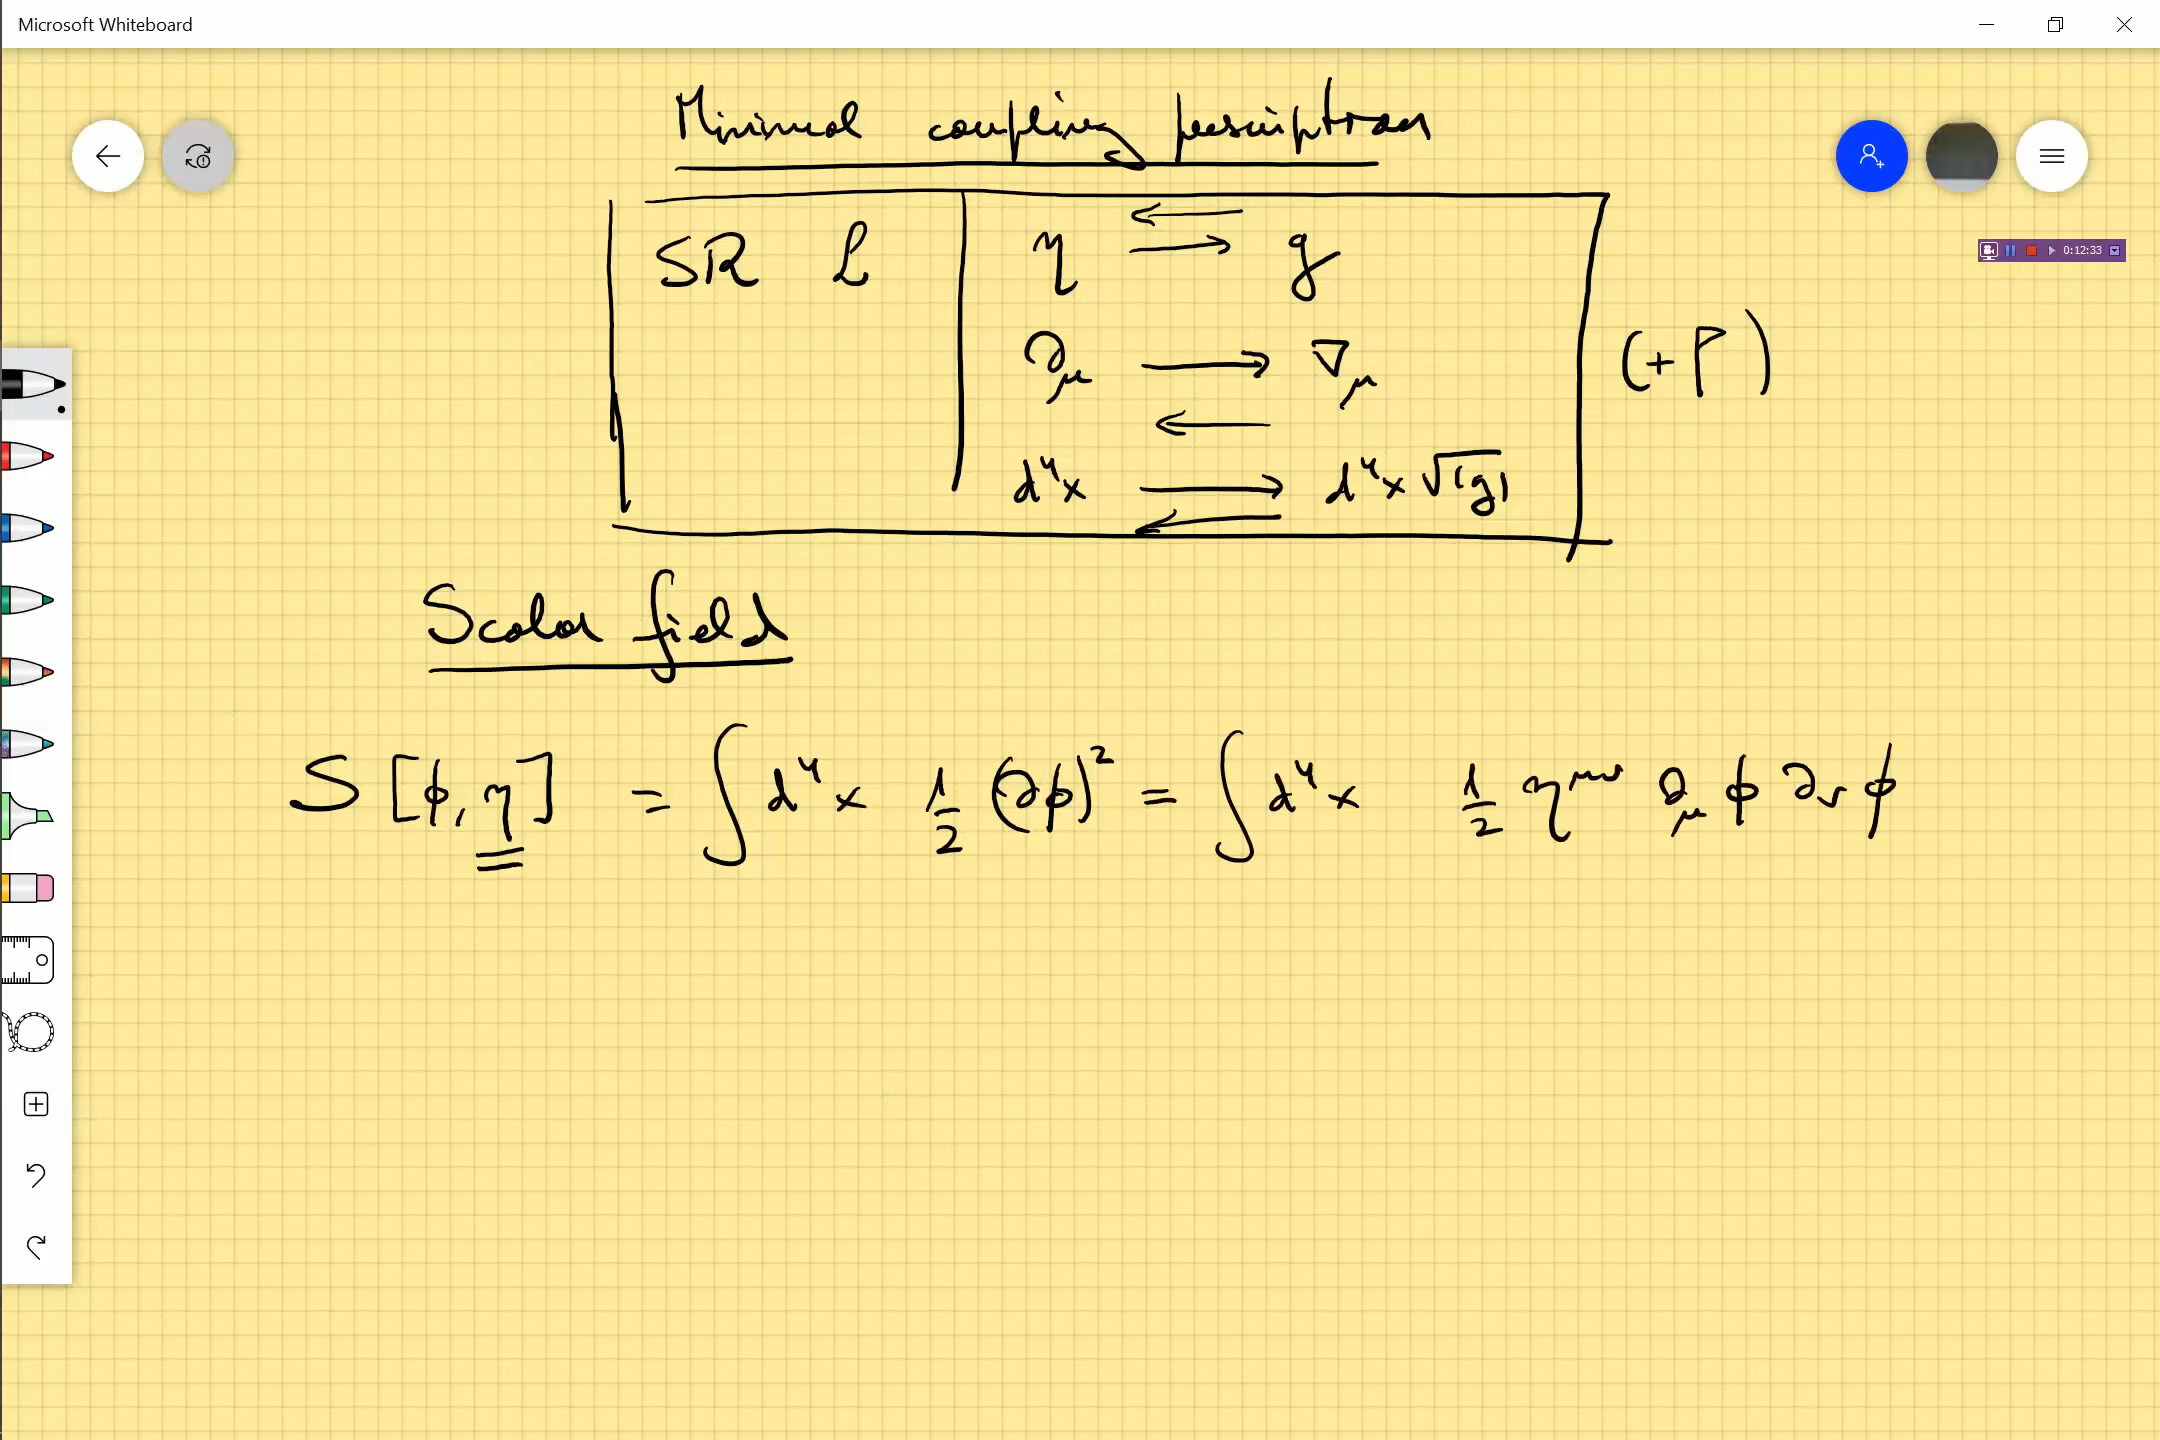 Microsoft Whiteboard
Minimal coupling prescription
SR ℒ η ⟵ ⟶ g
∂_μ ⟶ ∇_μ (+ Γ)
⟵
d⁴x ⟶ d⁴x √|g|
⟵
0:12:33
Scalar field
S [ϕ, η] = ∫ d⁴x 1/2 (∂ϕ)² = ∫ d⁴x 1/2 η^{μν} ∂_μ ϕ ∂_ν ϕ